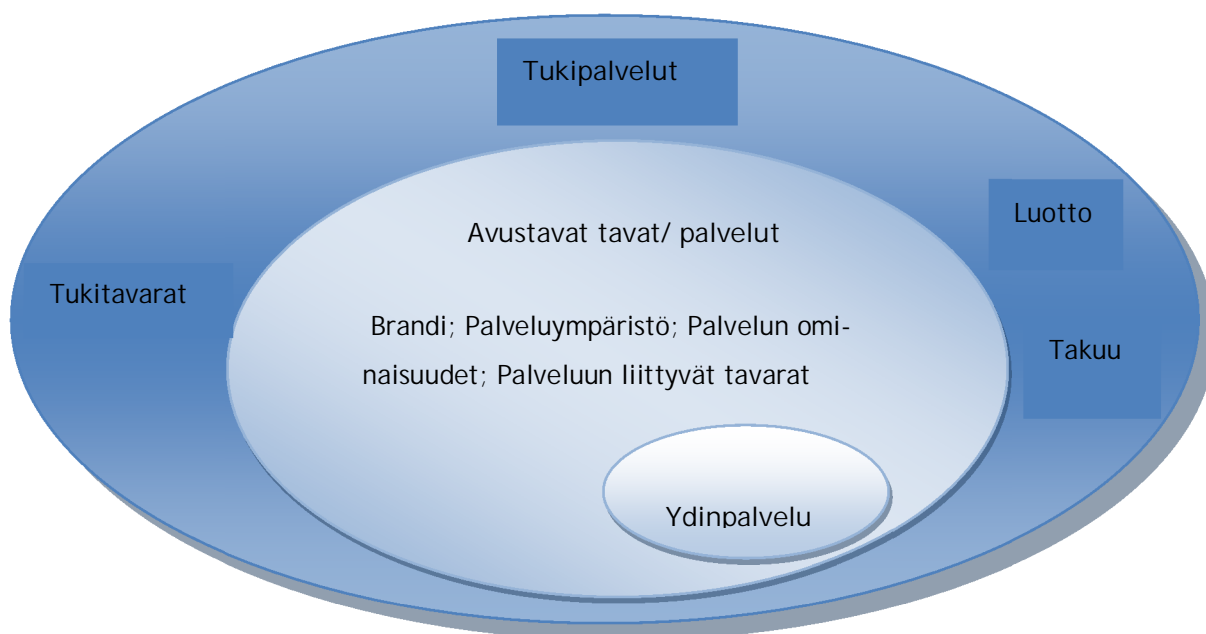 Tukipalvelut
Luotto
Avustavat tavat/ palvelut
Tukitavarat
Brandi; Palveluympäristö; Palvelun omi-
naisuudet; Palveluun liittyvät tavarat
Takuu
Ydinpalvelu